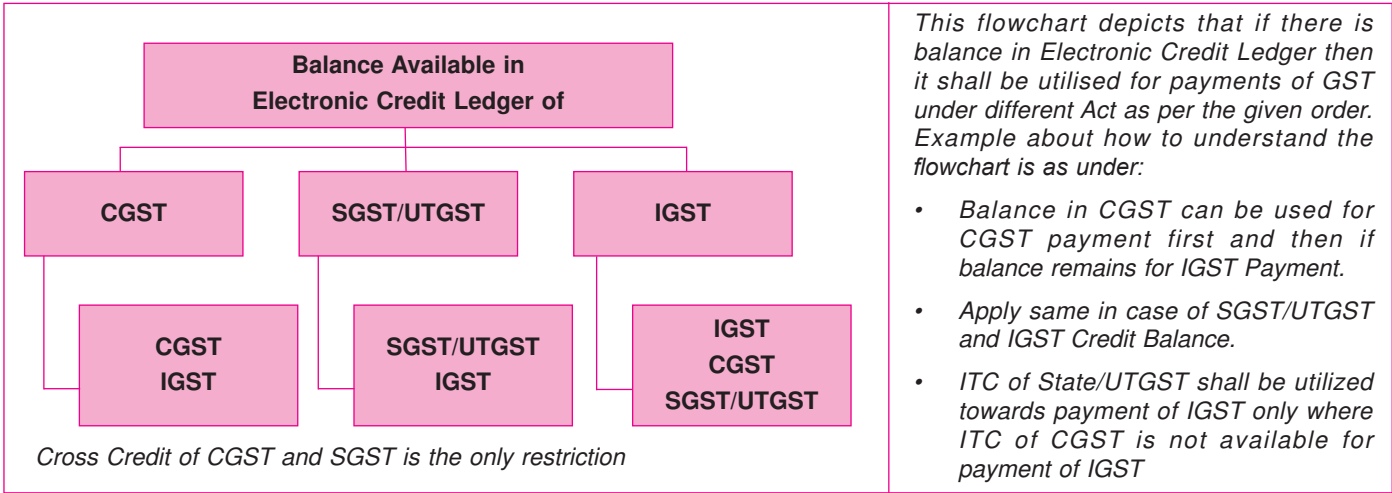 Balance Available in
Electronic Credit Ledger of
CGST
SGST/UTGST
IGST
CGST
IGST
SGST/UTGST
IGST
IGST
CGST
SGST/UTGST
Cross Credit of CGST and SGST is the only restriction
This flowchart depicts that if there is
balance in Electronic Credit Ledger then
it shall be utilised for payments of GST
under different Act as per the given order.
Example about how to understand the
flowchart is as under:
• Balance in CGST can be used for
CGST payment first and then if
balance remains for IGST Payment.
• Apply same in case of SGST/UTGST
and IGST Credit Balance.
• ITC of State/UTGST shall be utilized
towards payment of IGST only where
ITC of CGST is not available for
payment of IGST